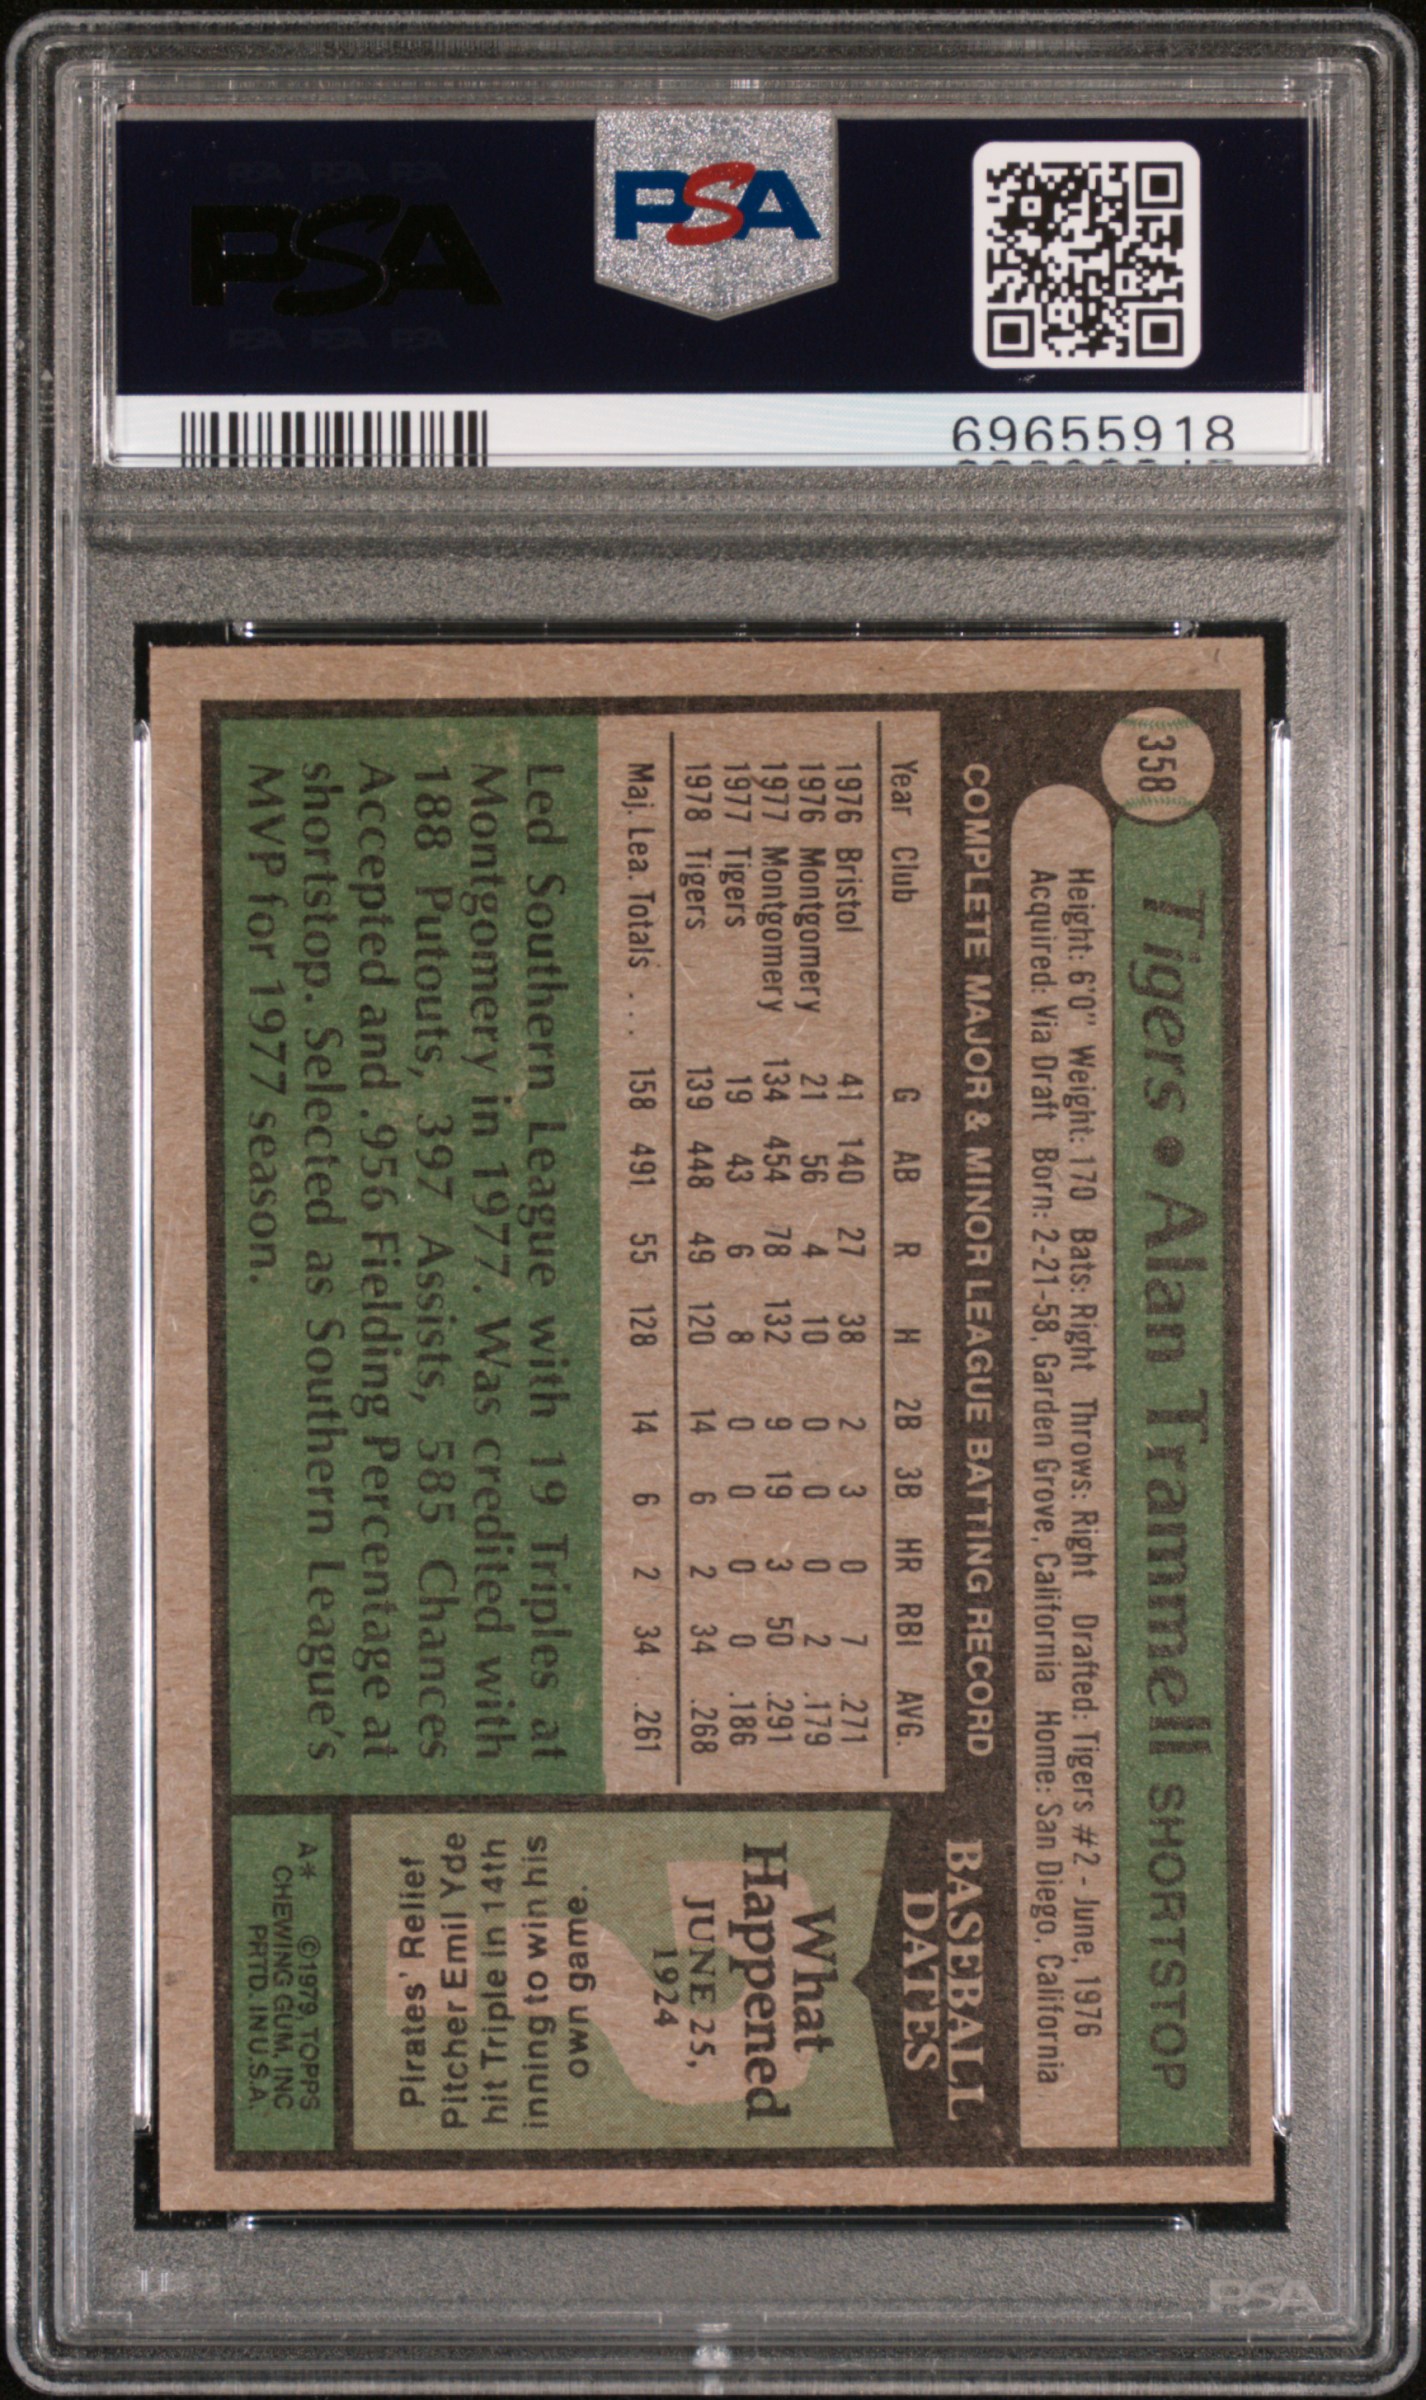 PSA PSA PSA
PSA
PSA PSA PSA
PSA
69655918
358
Tigers • Alan Trammell SHORTSTOP
Height: 6'0" Weight: 170 Bats: Right Throws: Right Drafted: Tigers #2 - June, 1976
Acquired: Via Draft Born: 2-21-58, Garden Grove, California Home: San Diego, California
COMPLETE MAJOR & MINOR LEAGUE BATTING RECORD
Year Club G AB R H 2B 3B HR RBI AVG.
1976 Bristol 41 140 27 38 2 3 0 7 .271
1976 Montgomery 21 56 4 10 0 0 0 2 .179
1977 Montgomery 134 454 78 132 9 19 3 50 .291
1977 Tigers 19 43 6 8 0 0 0 0 .186
1978 Tigers 139 448 49 120 14 6 2 34 .268
Maj. Lea. Totals . . . 158 491 55 128 14 6 2 34 .261
Led Southern League with 19 Triples at
Montgomery in 1977. Was credited with
188 Putouts, 397 Assists, 585 Chances
Accepted and .956 Fielding Percentage at
shortstop. Selected as Southern League's
MVP for 1977 season.
BASEBALL
DATES
What
Happened
JUNE 25,
1924
Pirates' Relief
Pitcher Emil Yde
hit Triple in 14th
inning to win his
own game.
A* ©1979, TOPPS
CHEWING GUM, INC
PRTD. IN U.S.A.
PSA